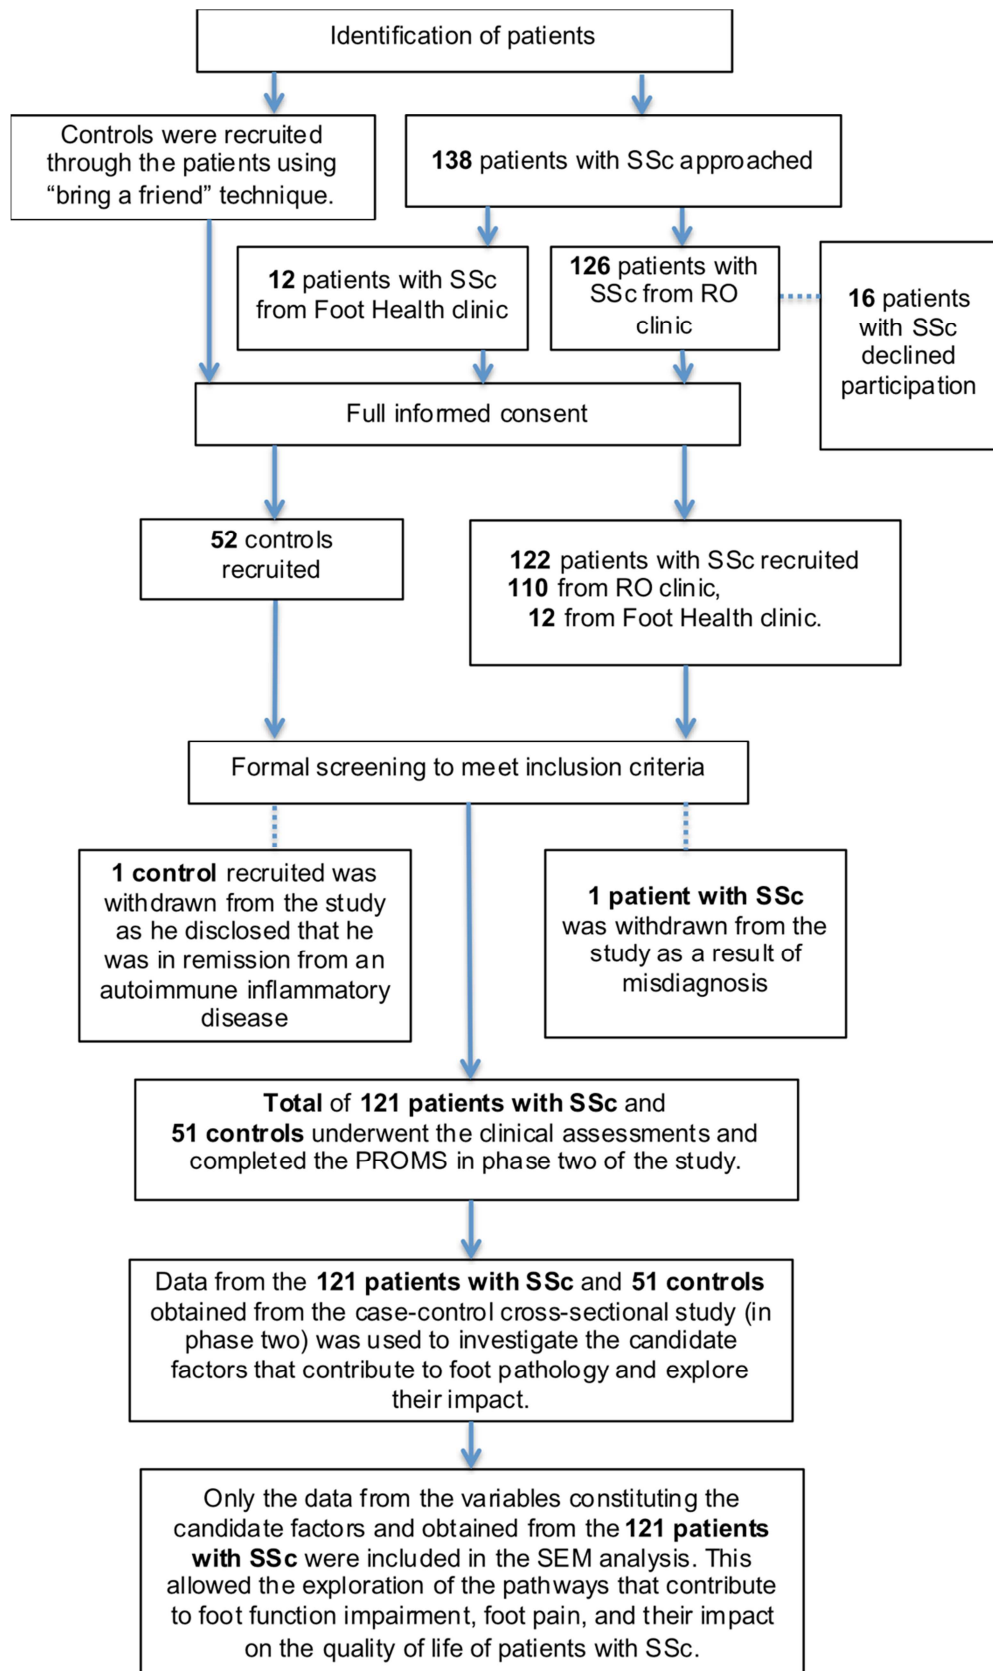 Identification of patients
Controls were recruited
through the patients using
“bring a friend” technique.
138 patients with SSc approached
12 patients with SSc
from Foot Health clinic
126 patients with
SSc from RO
clinic
16 patients
with SSc
declined
participation
Full informed consent
52 controls
recruited
122 patients with SSc recruited
110 from RO clinic,
12 from Foot Health clinic.
Formal screening to meet inclusion criteria
1 control recruited was
withdrawn from the study
as he disclosed that he
was in remission from an
autoimmune inflammatory
disease
1 patient with SSc
was withdrawn from the
study as a result of
misdiagnosis
Total of 121 patients with SSc and
51 controls underwent the clinical assessments and
completed the PROMS in phase two of the study.
Data from the 121 patients with SSc and 51 controls
obtained from the case-control cross-sectional study (in
phase two) was used to investigate the candidate
factors that contribute to foot pathology and explore
their impact.
Only the data from the variables constituting the
candidate factors and obtained from the 121 patients
with SSc were included in the SEM analysis. This
allowed the exploration of the pathways that contribute
to foot function impairment, foot pain, and their impact
on the quality of life of patients with SSc.